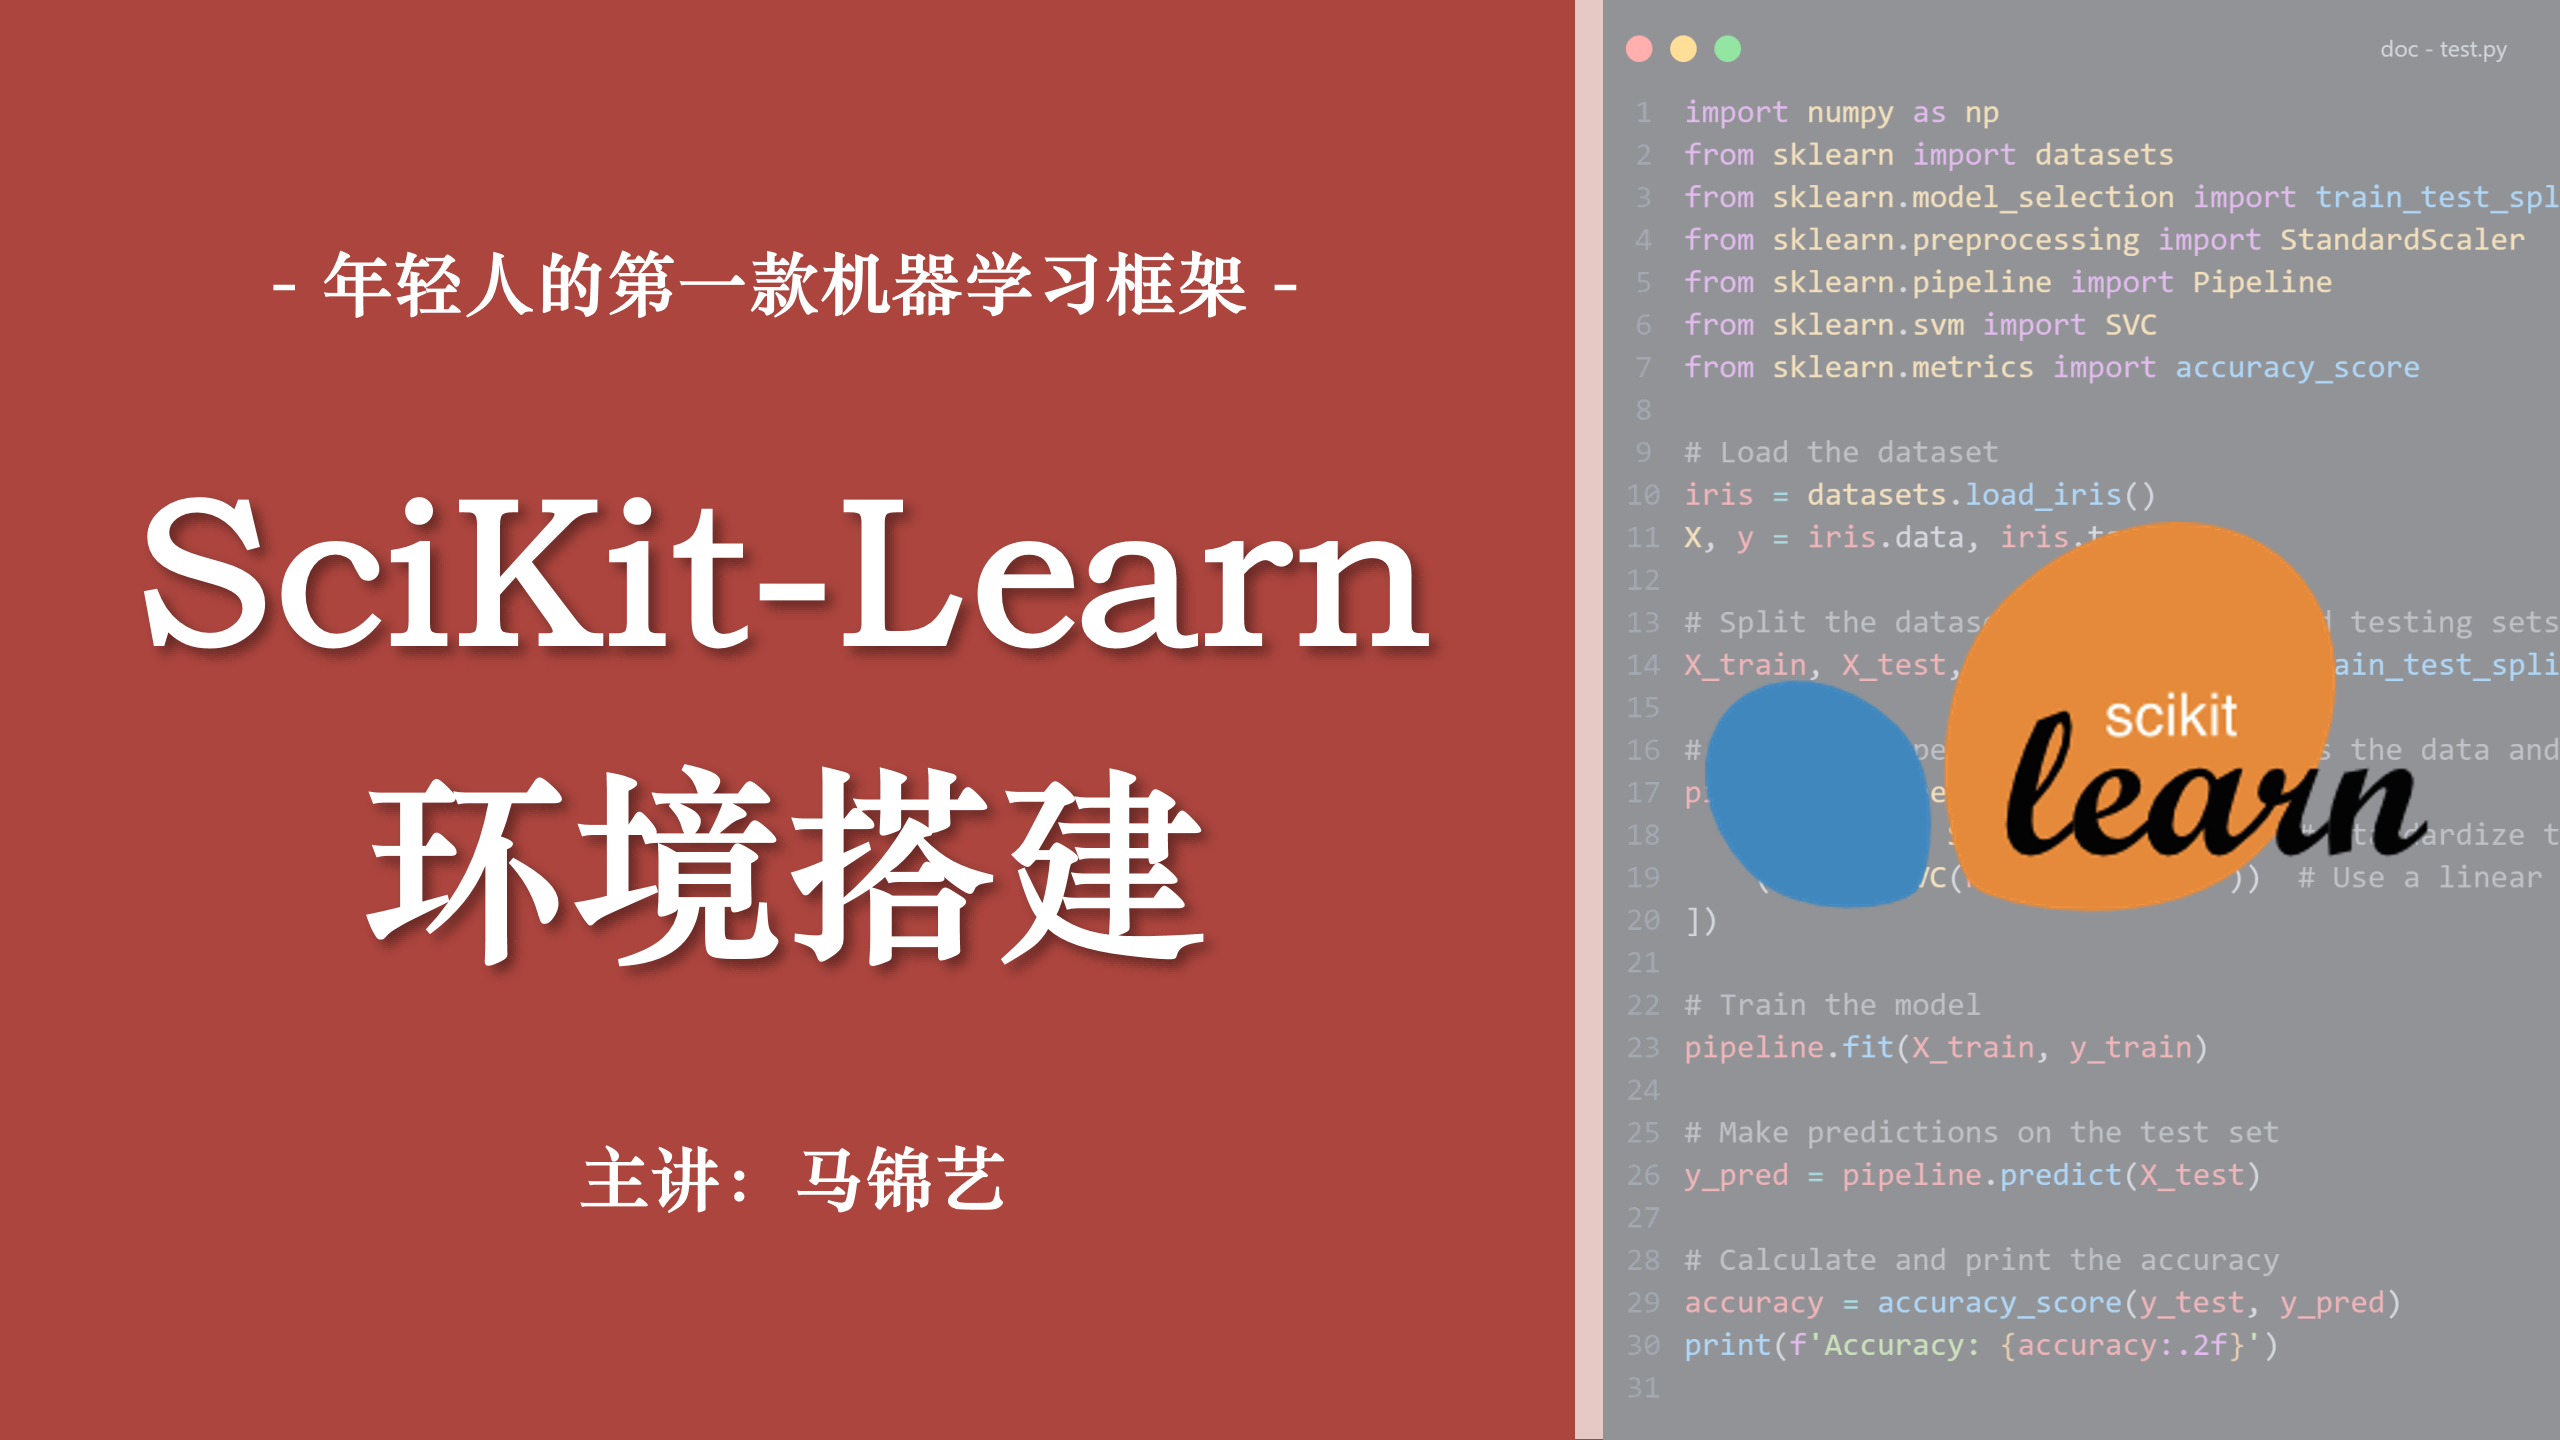 - 年轻人的第一款机器学习框架 -
SciKit-Learn
环境搭建
主讲：马锦艺
doc - test.py
1 import numpy as np
2 from sklearn import datasets
3 from sklearn.model_selection import train_test_spl
4 from sklearn.preprocessing import StandardScaler
5 from sklearn.pipeline import Pipeline
6 from sklearn.svm import SVC
7 from sklearn.metrics import accuracy_score
8
9 # Load the dataset
10 iris = datasets.load_iris()
11 X, y = iris.data, iris.
12
13 # Split the datas testing sets
14 X_train, X_test, ain_test_spli
15
16 # the data and
17
18 # dardize t
19 VC( )) # Use a linear
20 ])
21
22 # Train the model
23 pipeline.fit(X_train, y_train)
24
25 # Make predictions on the test set
26 y_pred = pipeline.predict(X_test)
27
28 # Calculate and print the accuracy
29 accuracy = accuracy_score(y_test, y_pred)
30 print(f'Accuracy: {accuracy:.2f}')
31
scikit
learn